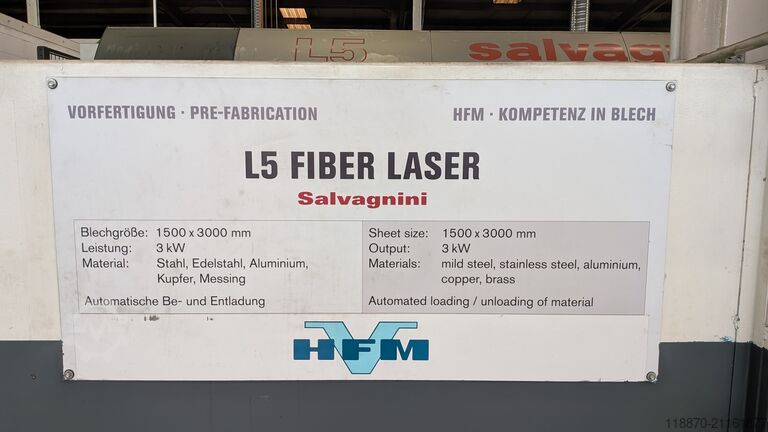 L5 salvagni
VORFERTIGUNG · PRE-FABRICATION
HFM · KOMPETENZ IN BLECH
L5 FIBER LASER
Salvagnini
Blechgröße: 1500 x 3000 mm
Leistung: 3 kW
Material: Stahl, Edelstahl, Aluminium,
Kupfer, Messing
Automatische Be- und Entladung
Sheet size: 1500 x 3000 mm
Output: 3 kW
Materials: mild steel, stainless steel, aluminium,
copper, brass
Automated loading / unloading of material
HFM